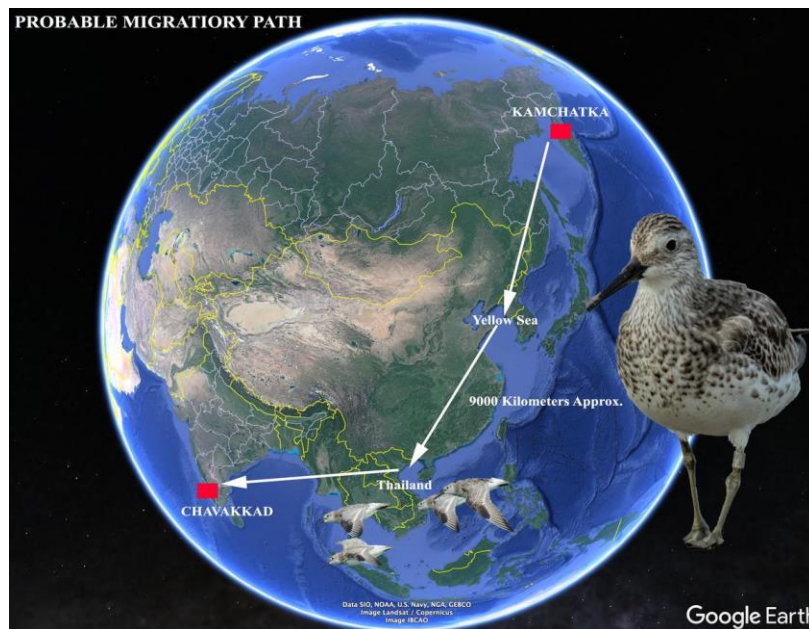 PROBABLE MIGRATIORY PATH
KAMCHATKA
Yellow Sea
9000 Kilometers Approx.
Thailand
CHAVAKKAD
Data SIO, NOAA, U.S. Navy, NGA, GEBCO
Image Landsat / Copernicus
Image IBCAO
Google Earth